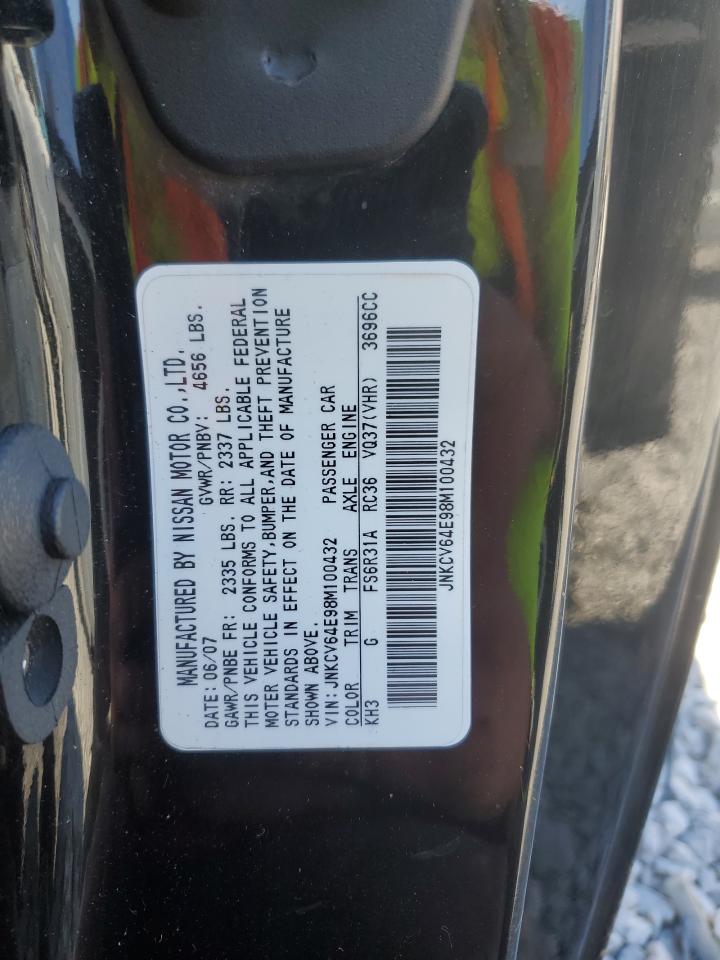 MANUFACTURED BY NISSAN MOTOR CO.,LTD.
DATE: 06/07 GVWR/PNBV: 4656 LBS.
GAWR/PNBE FR: 2335 LBS. RR: 2337 LBS.
THIS VEHICLE CONFORMS TO ALL APPLICABLE FEDERAL
MOTOR VEHICLE SAFETY,BUMPER,AND THEFT PREVENTION
STANDARDS IN EFFECT ON THE DATE OF MANUFACTURE
SHOWN ABOVE.
VIN:JNKCV64E98M100432 PASSENGER CAR
COLOR TRIM TRANS AXLE ENGINE
KH3 G FS6R31A RC36 VQ37(VHR) 3696CC
JNKCV64E98M100432